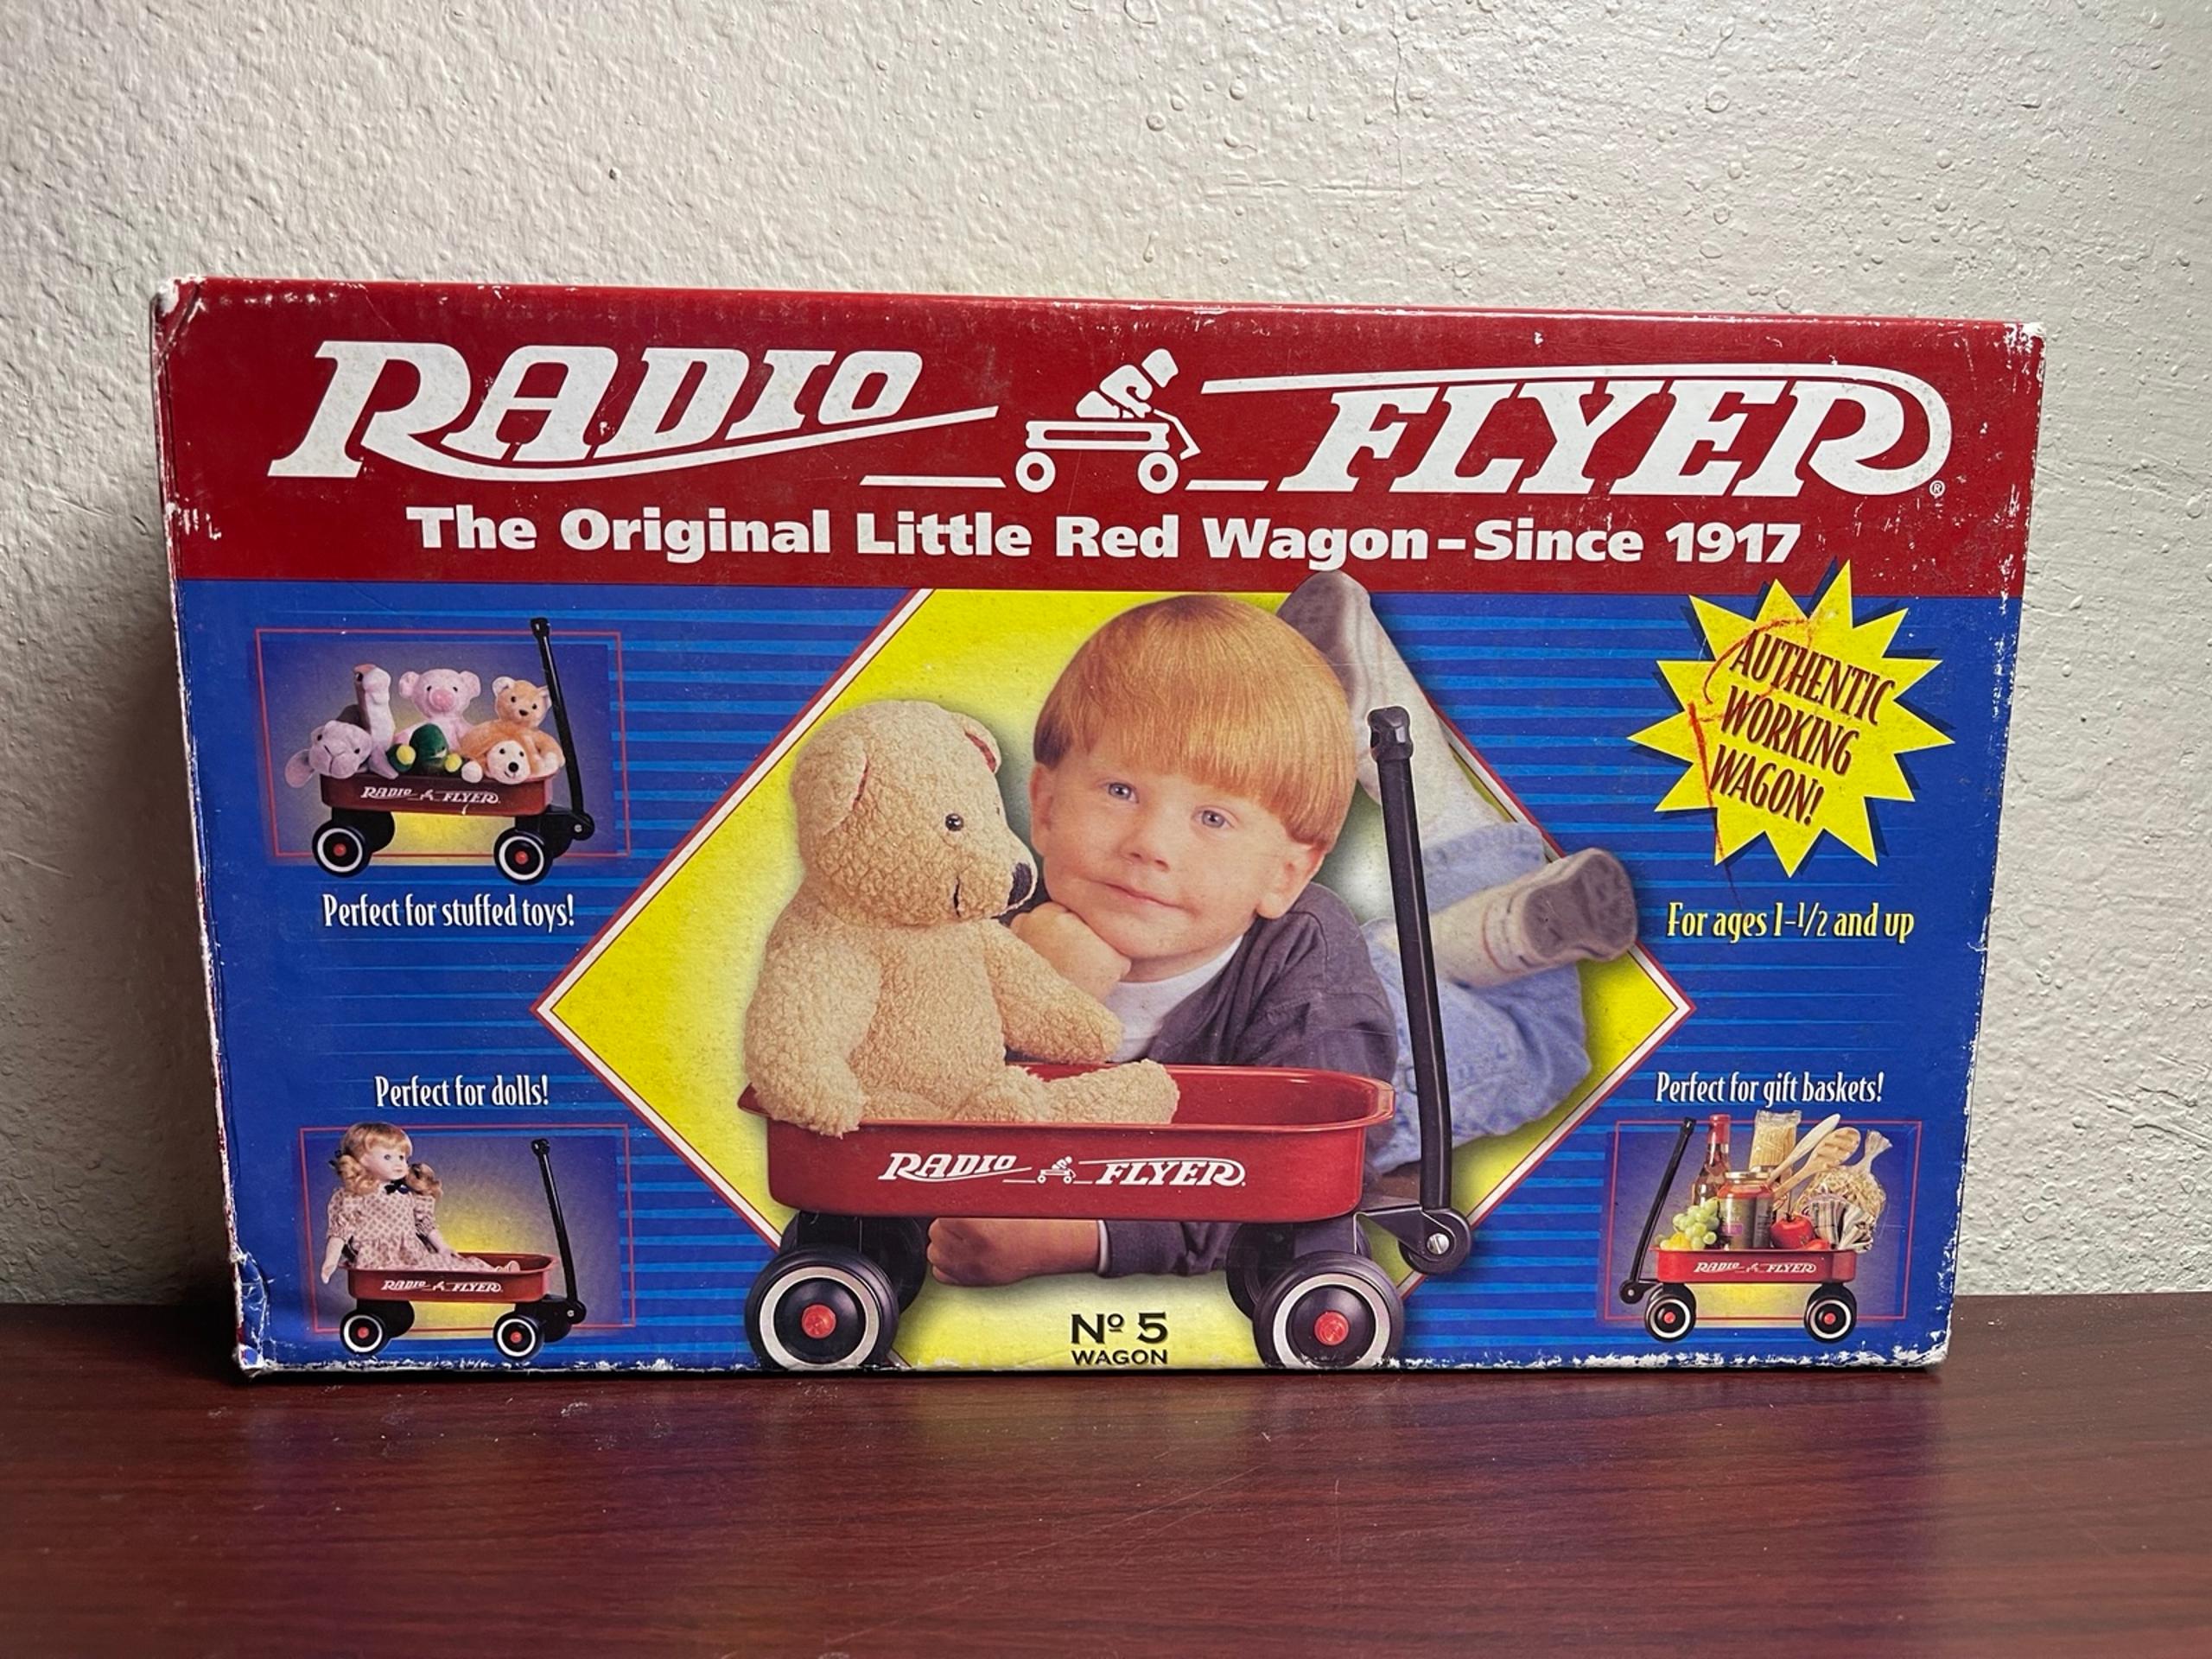 RADIO FLYER®
The Original Little Red Wagon–Since 1917
AUTHENTIC
WORKING
WAGON!
RADIO FLYER
Perfect for stuffed toys!
For ages 1-1/2 and up
Perfect for dolls!
Perfect for gift baskets!
RADIO FLYER
RADIO FLYER
RADIO FLYER
Nº 5
WAGON